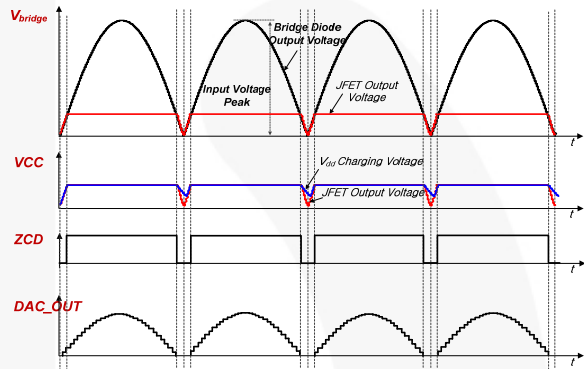 Vbridge
Bridge Diode
Output Voltage
Input Voltage
Peak
JFET Output
Voltage
t
VCC
Vdd Charging Voltage
JFET Output Voltage
t
ZCD
t
DAC_OUT
t